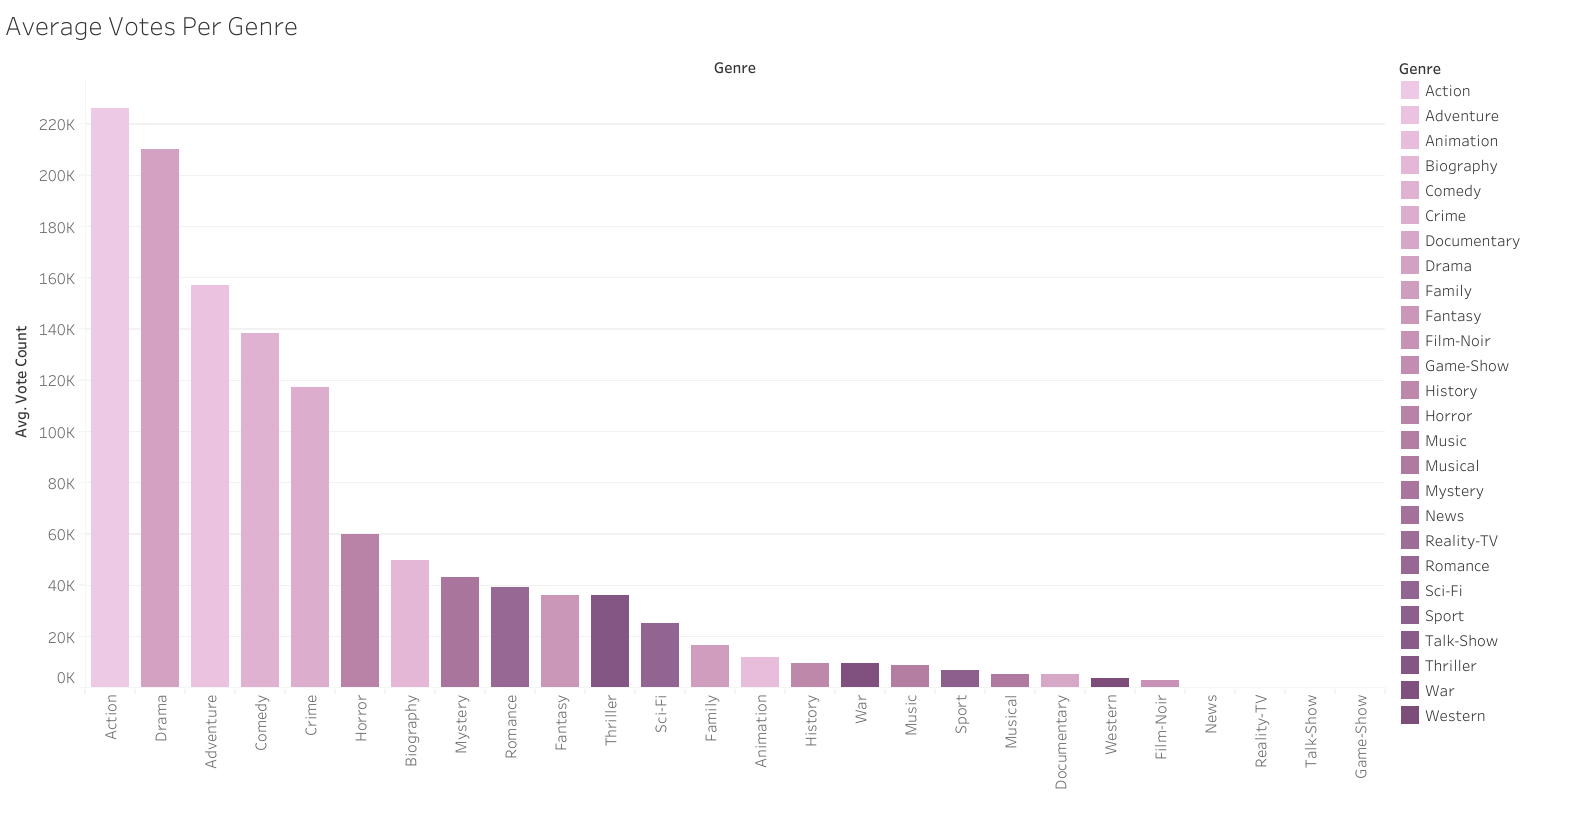 Average Votes Per Genre
Genre
Avg. Vote Count
220K
200K
180K
160K
140K
120K
100K
80K
60K
40K
20K
0K
Action
Drama
Adventure
Comedy
Crime
Horror
Biography
Mystery
Romance
Fantasy
Thriller
Sci-Fi
Family
Animation
History
War
Music
Sport
Musical
Documentary
Western
Film-Noir
News
Reality-TV
Talk-Show
Game-Show
Genre
Action
Adventure
Animation
Biography
Comedy
Crime
Documentary
Drama
Family
Fantasy
Film-Noir
Game-Show
History
Horror
Music
Musical
Mystery
News
Reality-TV
Romance
Sci-Fi
Sport
Talk-Show
Thriller
War
Western